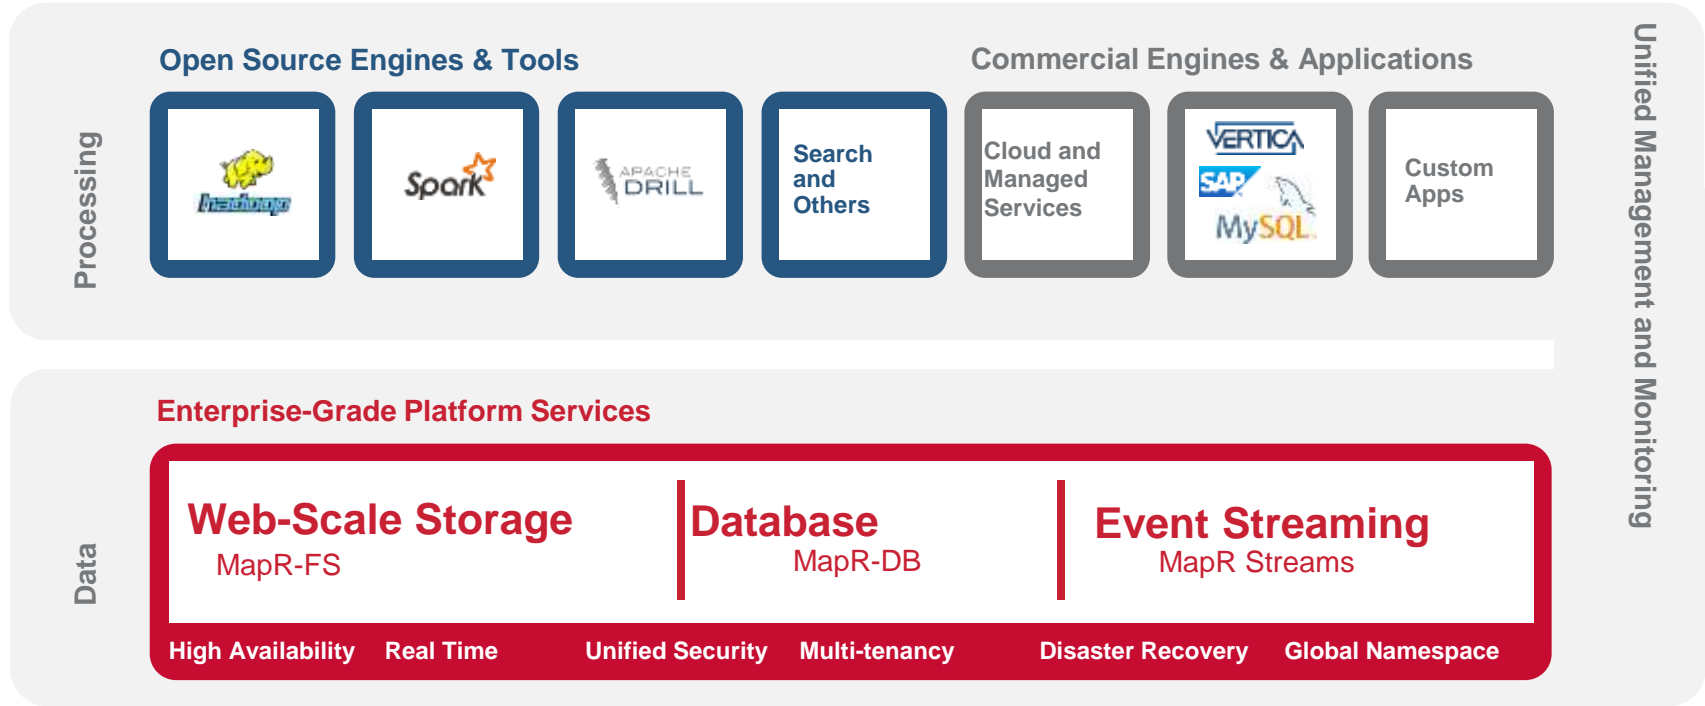 Open Source Engines & Tools
Commercial Engines & Applications
Processing
hadoop
Spark
APACHE
DRILL
Search
and
Others
Cloud and
Managed
Services
VERTICA
SAP
MySQL
Custom
Apps
Unified Management and Monitoring
Enterprise-Grade Platform Services
Data
Web-Scale Storage
MapR-FS
Database
MapR-DB
Event Streaming
MapR Streams
High Availability
Real Time
Unified Security
Multi-tenancy
Disaster Recovery
Global Namespace